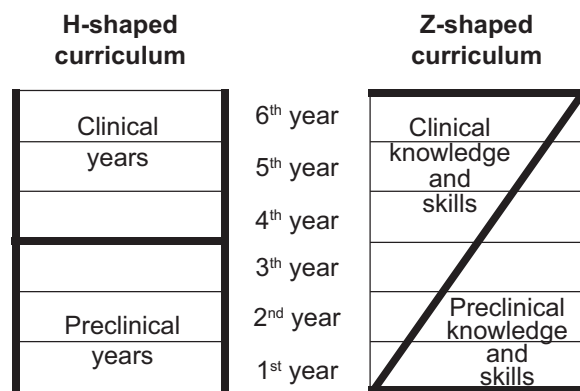 H-shaped
curriculum
Z-shaped
curriculum
Clinical
years
6th year
5th year
4th year
3th year
2nd year
1st year
Preclinical
years
Clinical
knowledge
and
skills
Preclinical
knowledge
and
skills